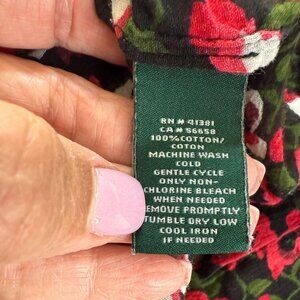 RN# 41381
CA# 56658
100%COTTON/
COTON
MACHINE WASH
COLD
GENTLE CYCLE
ONLY NON-
CHLORINE BLEACH
WHEN NEEDED
REMOVE PROMPTLY
TUMBLE DRY LOW
COOL IRON
IF NEEDED